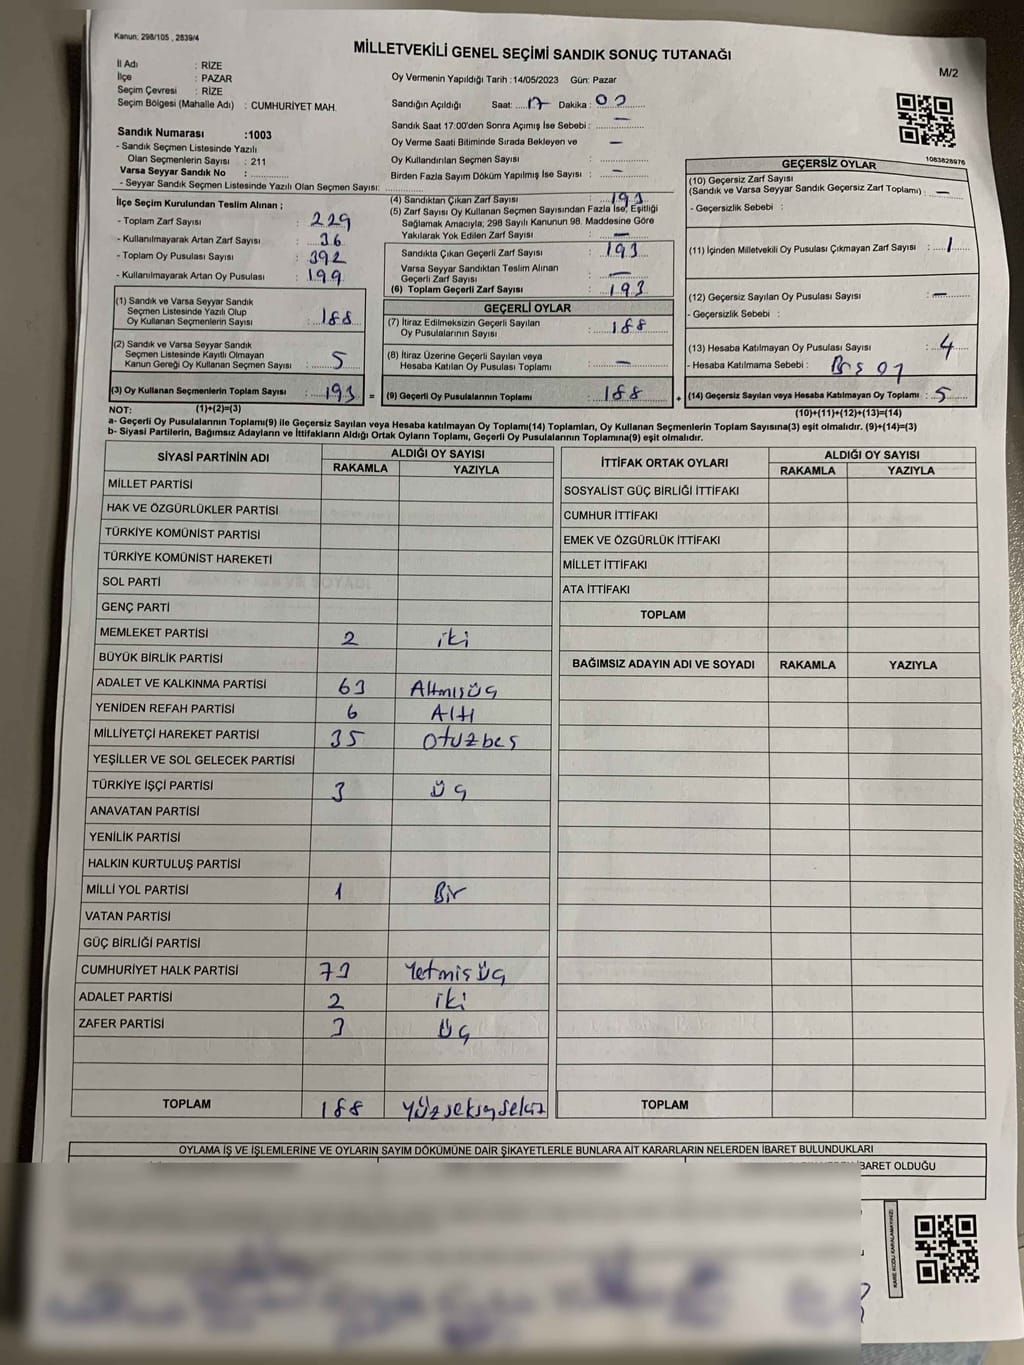 Kanun: 298/105 , 2839/4
MİLLETVEKİLİ GENEL SEÇİMİ SANDIK SONUÇ TUTANAĞI
M/2
İl Adı : RİZE
İlçe : PAZAR
Seçim Çevresi : RİZE
Seçim Bölgesi (Mahalle Adı) : CUMHURİYET MAH.
Oy Vermenin Yapıldığı Tarih :14/05/2023 Gün: Pazar
Sandığın Açıldığı Saat: 17 Dakika: 00
Sandık Saat 17:00'den Sonra Açımış İse Sebebi : —
Oy Verme Saati Bitiminde Sırada Bekleyen ve —
Oy Kullandırılan Seçmen Sayısı :
Birden Fazla Sayım Döküm Yapılmış İse Sayısı : —
Sandık Numarası :1003
- Sandık Seçmen Listesinde Yazılı
Olan Seçmenlerin Sayısı : 211
Varsa Seyyar Sandık No :
- Seyyar Sandık Seçmen Listesinde Yazılı Olan Seçmen Sayısı:
İlçe Seçim Kurulundan Teslim Alınan ;
- Toplam Zarf Sayısı : 229
- Kullanılmayarak Artan Zarf Sayısı : 36
- Toplam Oy Pusulası Sayısı : 392
- Kullanılmayarak Artan Oy Pusulası : 199
(1) Sandık ve Varsa Seyyar Sandık
Seçmen Listesinde Yazılı Olup
Oy Kullanan Seçmenlerin Sayısı : 188
(2) Sandık ve Varsa Seyyar Sandık
Seçmen Listesinde Kayıtlı Olmayan
Kanun Gereği Oy Kullanan Seçmen Sayısı : 5
(3) Oy Kullanan Seçmenlerin Toplam Sayısı : 193 =
(4) Sandıktan Çıkan Zarf Sayısı : 193
(5) Zarf Sayısı Oy Kullanan Seçmen Sayısından Fazla İse, Eşitliği
Sağlamak Amacıyla; 298 Sayılı Kanunun 98. Maddesine Göre
Yakılarak Yok Edilen Zarf Sayısı : —
Sandıkta Çıkan Geçerli Zarf Sayısı : 193
Varsa Seyyar Sandıktan Teslim Alınan
Geçerli Zarf Sayısı : —
(6) Toplam Geçerli Zarf Sayısı : 193
GEÇERLİ OYLAR
(7) İtiraz Edilmeksizin Geçerli Sayılan
Oy Pusulalarının Sayısı : 188
(8) İtiraz Üzerine Geçerli Sayılan veya
Hesaba Katılan Oy Pusulası Toplamı : —
(9) Geçerli Oy Pusulalarının Toplamı : 188 +
GEÇERSİZ OYLAR
1083828976
(10) Geçersiz Zarf Sayısı
(Sandık ve Varsa Seyyar Sandık Geçersiz Zarf Toplamı) : —
- Geçersizlik Sebebi :
(11) İçinden Milletvekili Oy Pusulası Çıkmayan Zarf Sayısı : 1
(12) Geçersiz Sayılan Oy Pusulası Sayısı : —
- Geçersizlik Sebebi :
(13) Hesaba Katılmayan Oy Pusulası Sayısı : 4
- Hesaba Katılmama Sebebi :
(14) Geçersiz Sayılan veya Hesaba Katılmayan Oy Toplamı : 5
NOT: (1)+(2)=(3)
(10)+(11)+(12)+(13)=(14)
a- Geçerli Oy Pusulalarının Toplamı(9) ile Geçersiz Sayılan veya Hesaba katılmayan Oy Toplamı(14) Toplamları, Oy Kullanan Seçmenlerin Toplam Sayısına(3) eşit olmalıdır. (9)+(14)=(3)
b- Siyasi Partilerin, Bağımsız Adayların ve İttifakların Aldığı Ortak Oyların Toplamı, Geçerli Oy Pusulalarının Toplamına(9) eşit olmalıdır.
SİYASİ PARTİNİN ADI
ALDIĞI OY SAYISI
RAKAMLA YAZIYLA
MİLLET PARTİSİ
HAK VE ÖZGÜRLÜKLER PARTİSİ
TÜRKİYE KOMÜNİST PARTİSİ
TÜRKİYE KOMÜNİST HAREKETİ
SOL PARTİ
GENÇ PARTİ
MEMLEKET PARTİSİ 2 iki
BÜYÜK BİRLİK PARTİSİ
ADALET VE KALKINMA PARTİSİ 63 Altmışüç
YENİDEN REFAH PARTİSİ 6 Altı
MİLLİYETÇİ HAREKET PARTİSİ 35 otuzbeş
YEŞİLLER VE SOL GELECEK PARTİSİ
TÜRKİYE İŞÇİ PARTİSİ 3 üç
ANAVATAN PARTİSİ
YENİLİK PARTİSİ
HALKIN KURTULUŞ PARTİSİ
MİLLİ YOL PARTİSİ 1 Bir
VATAN PARTİSİ
GÜÇ BİRLİĞİ PARTİSİ
CUMHURİYET HALK PARTİSİ 73 Yetmişüç
ADALET PARTİSİ 2 iki
ZAFER PARTİSİ 3 üç
TOPLAM 188 Yüzseksensekiz
İTTİFAK ORTAK OYLARI
ALDIĞI OY SAYISI
RAKAMLA YAZIYLA
SOSYALİST GÜÇ BİRLİĞİ İTTİFAKI
CUMHUR İTTİFAKI
EMEK VE ÖZGÜRLÜK İTTİFAKI
MİLLET İTTİFAKI
ATA İTTİFAKI
TOPLAM
BAĞIMSIZ ADAYIN ADI VE SOYADI RAKAMLA YAZIYLA
TOPLAM
OYLAMA İŞ VE İŞLEMLERİNE VE OYLARIN SAYIM DÖKÜMÜNE DAİR ŞİKAYETLERLE BUNLARA AİT KARARLARIN NELERDEN İBARET BULUNDUKLARI
BARET OLDUĞU
KARE KODU KARALAMAYINIZ!